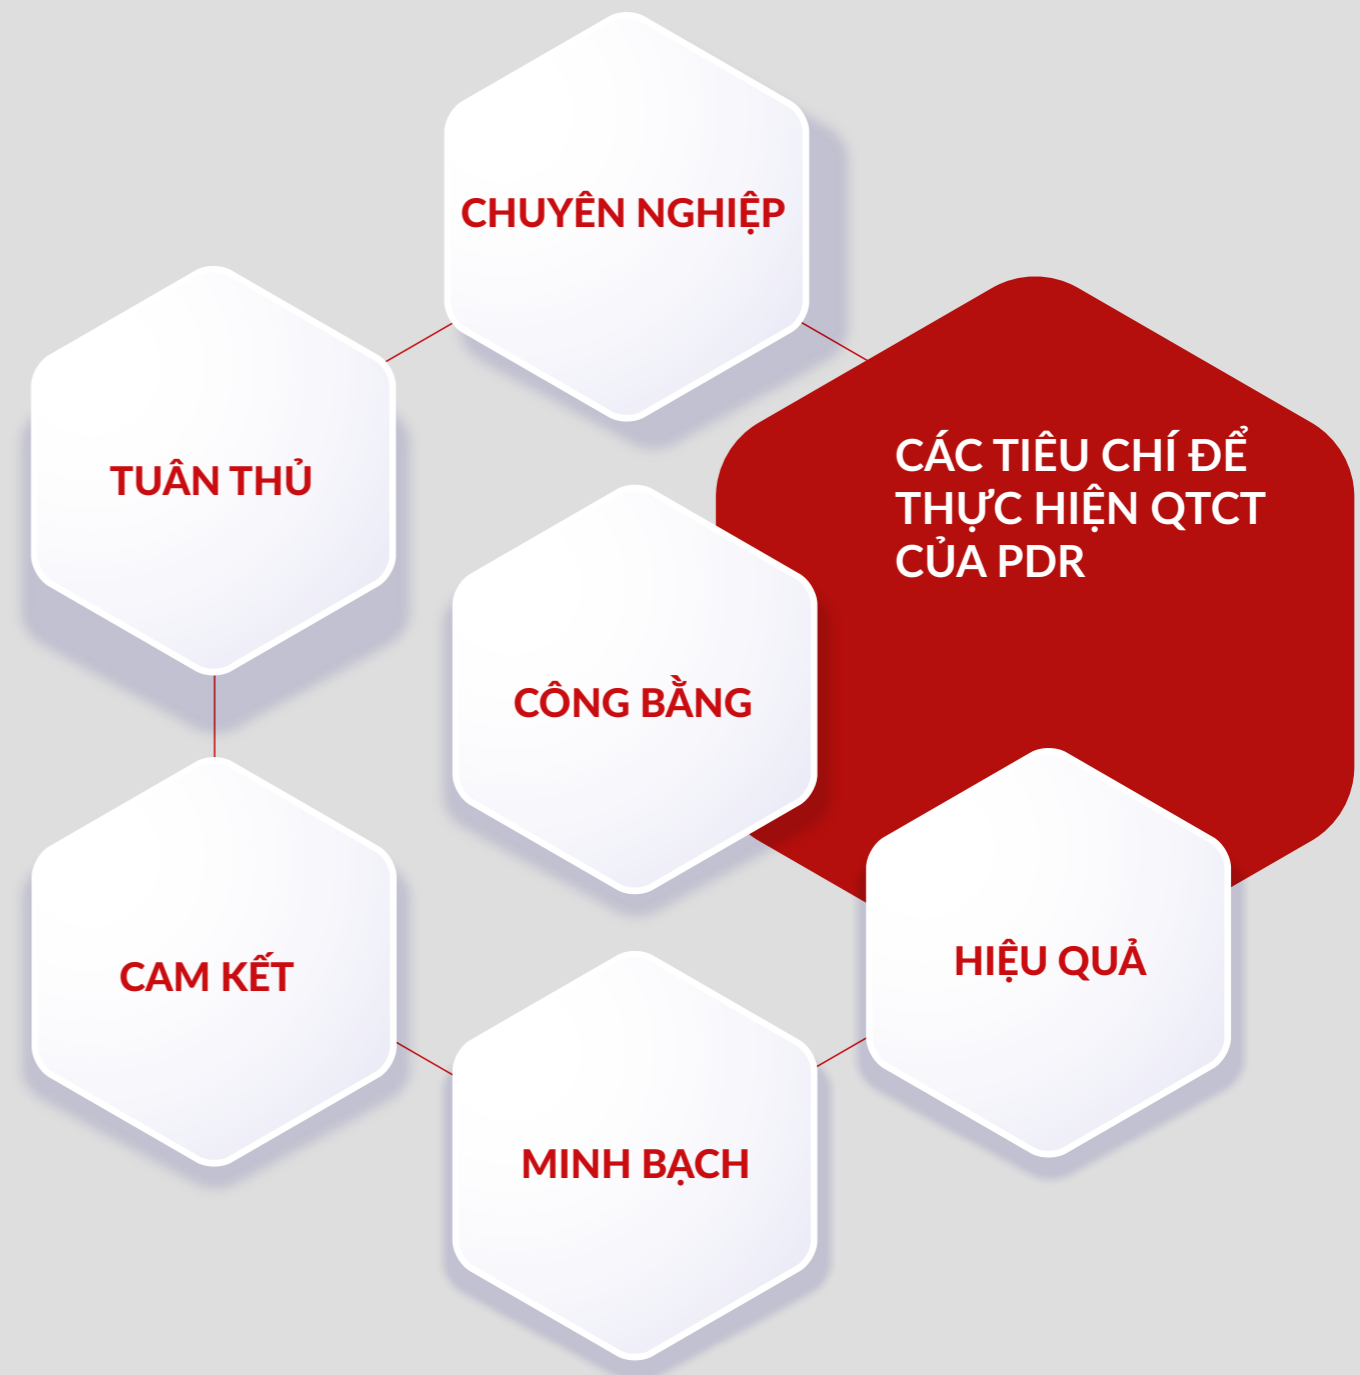 CHUYÊN NGHIỆP
CÁC TIÊU CHÍ ĐỂ
THỰC HIỆN QTCT
CỦA PDR
TUÂN THỦ
CÔNG BẰNG
HIỆU QUẢ
CAM KẾT
MINH BẠCH